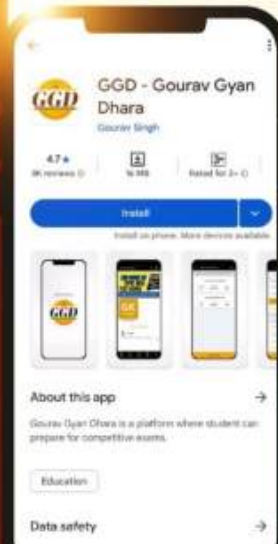 GGD
GGD - Gourav Gyan
Dhara
Gourav Singh
4.7★
16 MB
Rated for 3+
Install
Install on phone. More devices available.
GGD
GK
About this app →
Gourav Gyan Dhara is a platform where student can
prepare for competitive exams.
Education
Data safety →